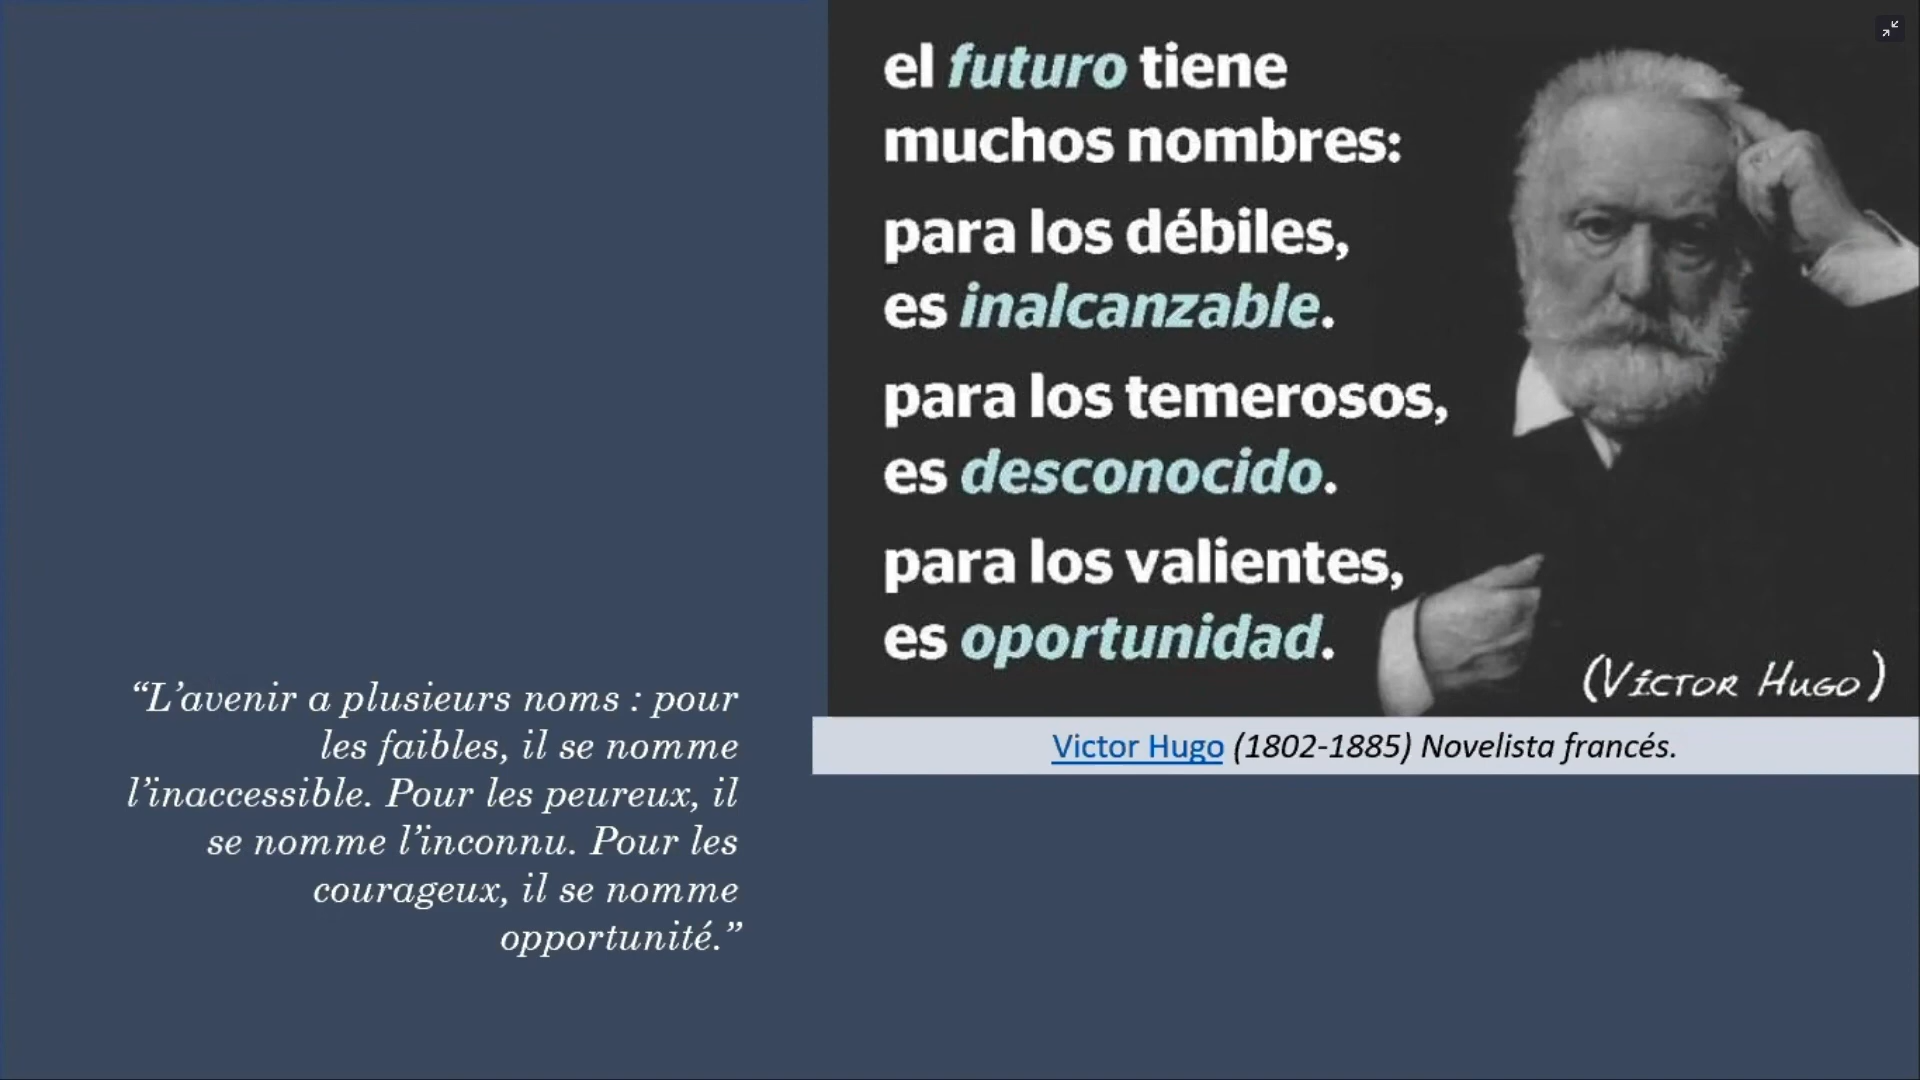 “L’avenir a plusieurs noms : pour
les faibles, il se nomme
l’inaccessible. Pour les peureux, il
se nomme l’inconnu. Pour les
courageux, il se nomme
opportunité.”
el futuro tiene
muchos nombres:
para los débiles,
es inalcanzable.
para los temerosos,
es desconocido.
para los valientes,
es oportunidad.
(Víctor Hugo)
Victor Hugo (1802-1885) Novelista francés.